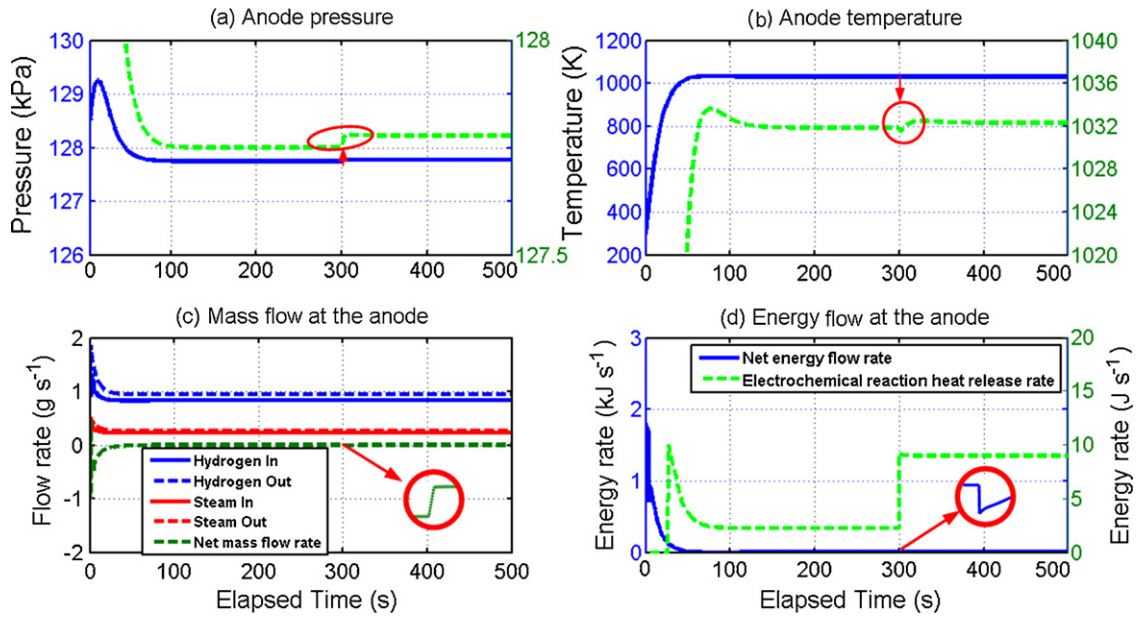 (a) Anode pressure
130
129
128
127
126
Pressure (kPa)
128
127.5
0 100 200 300 400 500
(b) Anode temperature
1200
1000
800
600
400
200
Temperature (K)
1040
1036
1032
1028
1024
1020
0 100 200 300 400 500
(c) Mass flow at the anode
2
1
0
-1
-2
Flow rate (g s⁻¹)
Hydrogen In
Hydrogen Out
Steam In
Steam Out
Net mass flow rate
0 100 200 300 400 500
Elapsed Time (s)
(d) Energy flow at the anode
3
2
1
0
Energy rate (kJ s⁻¹)
Net energy flow rate
Electrochemical reaction heat release rate
20
15
10
5
0
Energy rate (J s⁻¹)
0 100 200 300 400 500
Elapsed Time (s)